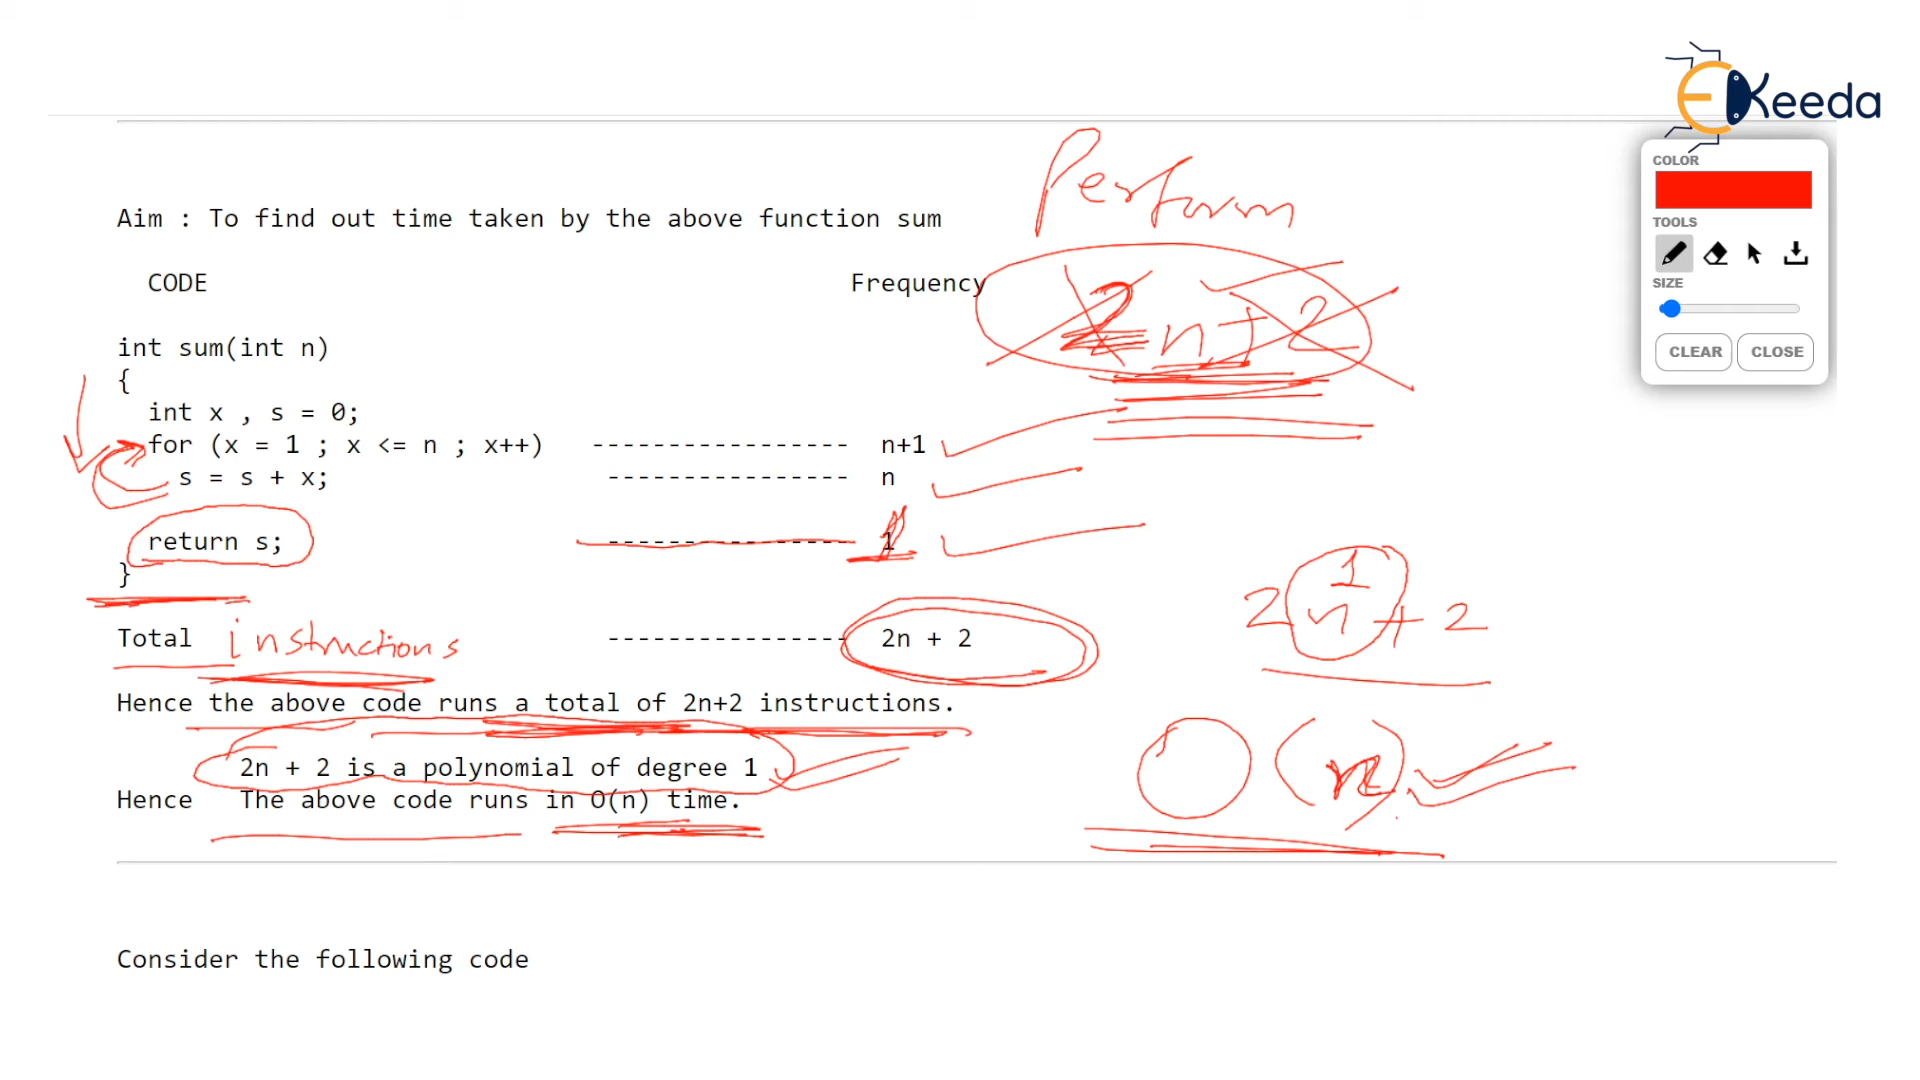 EKeeda
COLOR
TOOLS
SIZE
CLEAR CLOSE
Perform
Aim : To find out time taken by the above function sum
CODE Frequency
2n+2
int sum(int n)
{
int x , s = 0;
for (x = 1 ; x <= n ; x++) ----------------- n+1
s = s + x; ---------------- n
return s; ---------------- 1
}
2n^1+2
Total instructions ---------------- 2n + 2
Hence the above code runs a total of 2n+2 instructions.
2n + 2 is a polynomial of degree 1
O(n)
Hence The above code runs in O(n) time.
Consider the following code